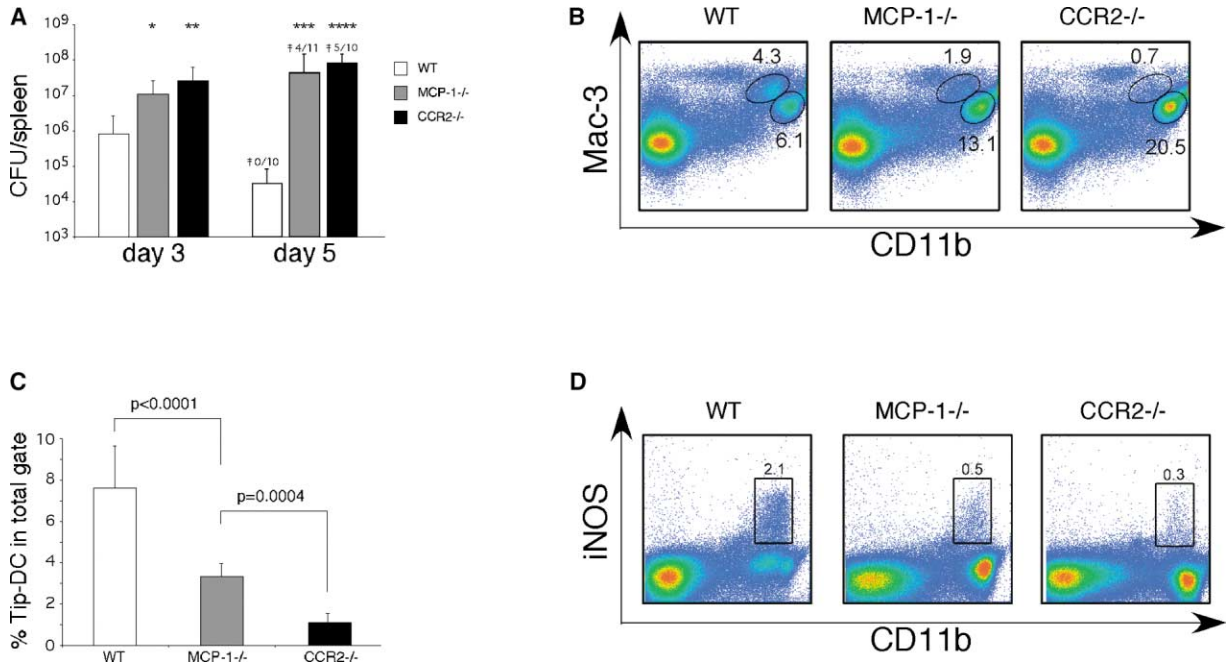 A
CFU/spleen
10⁹
10⁸
10⁷
10⁶
10⁵
10⁴
10³
* **
*** ****
‡4/11 ‡5/10
‡0/10
day 3 day 5
WT
MCP-1-/-
CCR2-/-
B
WT MCP-1-/- CCR2-/-
Mac-3
4.3 1.9 0.7
6.1 13.1 20.5
CD11b
C
p<0.0001
p=0.0004
% Tip-DC in total gate
10
8
6
4
2
0
WT MCP-1-/- CCR2-/-
D
WT MCP-1-/- CCR2-/-
iNOS
2.1 0.5 0.3
CD11b